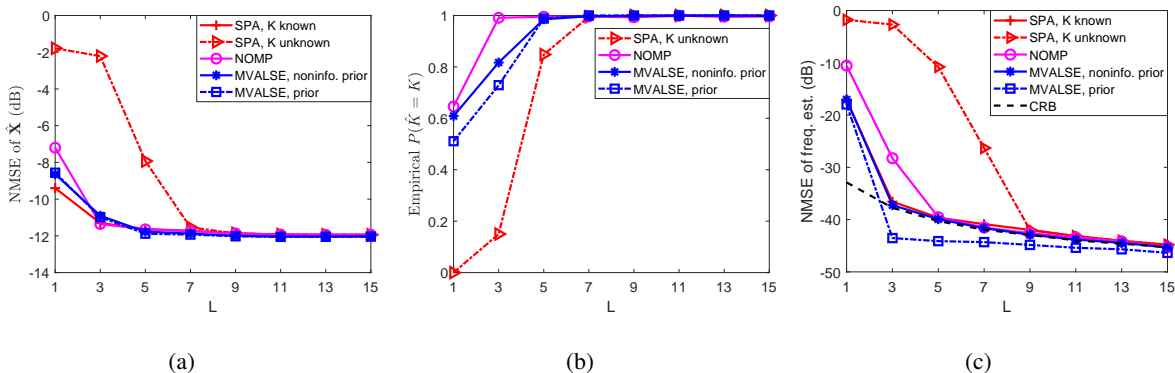 0
-2
-4
-6
-8
-10
-12
-14
1 3 5 7 9 11 13 15
L
NMSE of X̂ (dB)
SPA, K known
SPA, K unknown
NOMP
MVALSE, noninfo. prior
MVALSE, prior
(a)
1
0.8
0.6
0.4
0.2
0
1 3 5 7 9 11 13 15
L
Empirical P(K̂ = K)
SPA, K unknown
NOMP
MVALSE, noninfo. prior
MVALSE, prior
(b)
0
-10
-20
-30
-40
-50
1 3 5 7 9 11 13 15
L
NMSE of freq. est. (dB)
SPA, K known
SPA, K unknown
NOMP
MVALSE, noninfo. prior
MVALSE, prior
CRB
(c)